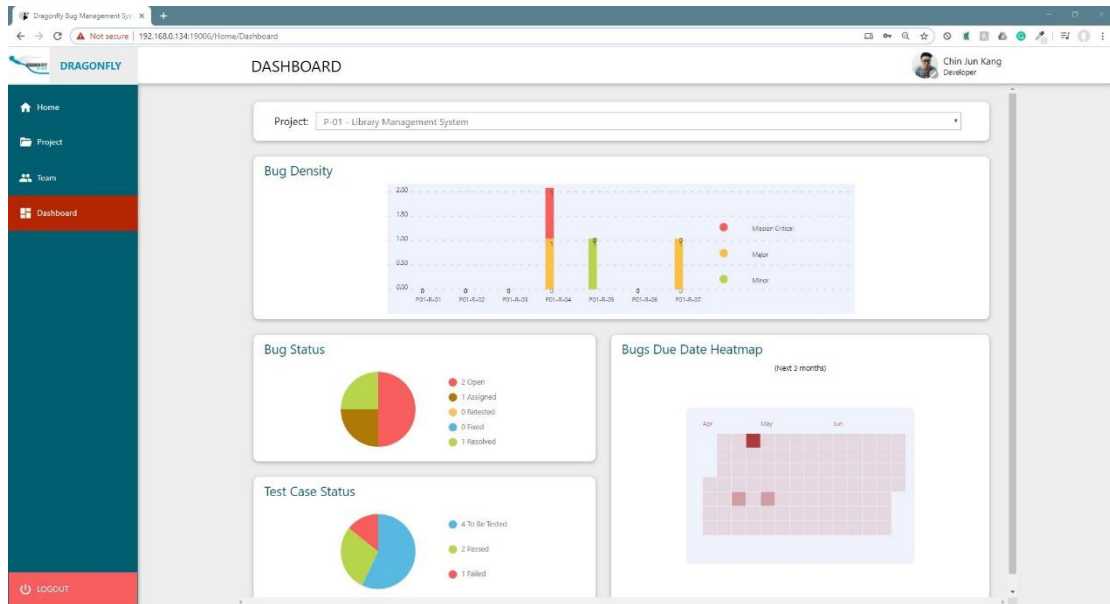 Dragonfly Bug Management Sys
Not secure | 192.168.0.134:19006/Home/Dashboard
DRAGONFLY
DASHBOARD
Chin Jun Kang
Developer
Home
Project
Team
Dashboard
LOGOUT
Project: P-01 - Library Management System
Bug Density
2.00
1.50
1.00
0.50
0.00
0 0 0 0
P01-R-01 P01-R-02 P01-R-03 P01-R-04 P01-R-05 P01-R-06 P01-R-07
Mission Critical
Major
Minor
Bug Status
2 Open
1 Assigned
0 Retested
0 Fixed
1 Resolved
Test Case Status
4 To Be Tested
2 Passed
1 Failed
Bugs Due Date Heatmap
(Next 3 months)
Apr May Jun